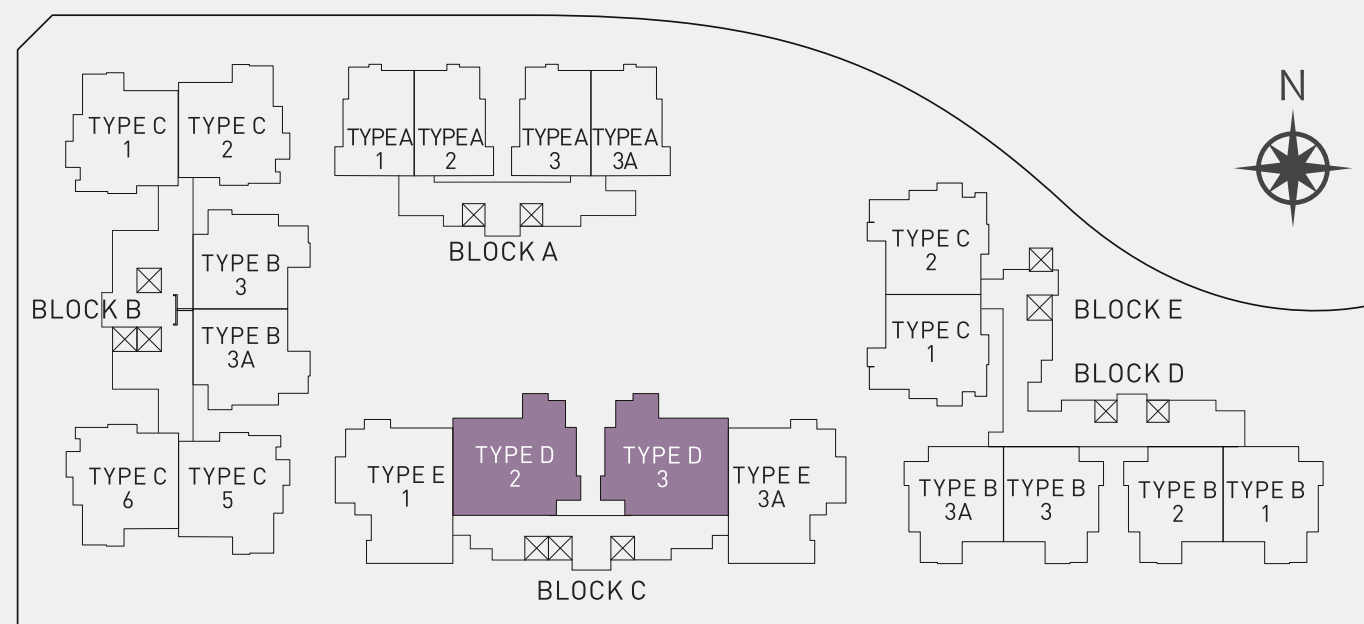 N
TYPE C
1
TYPE C
2
TYPE A
1
TYPE A
2
TYPE A
3
TYPE A
3A
BLOCK A
TYPE B
3
BLOCK B
TYPE B
3A
TYPE C
6
TYPE C
5
TYPE E
1
TYPE D
2
TYPE D
3
TYPE E
3A
BLOCK C
TYPE C
2
TYPE C
1
BLOCK E
BLOCK D
TYPE B
3A
TYPE B
3
TYPE B
2
TYPE B
1